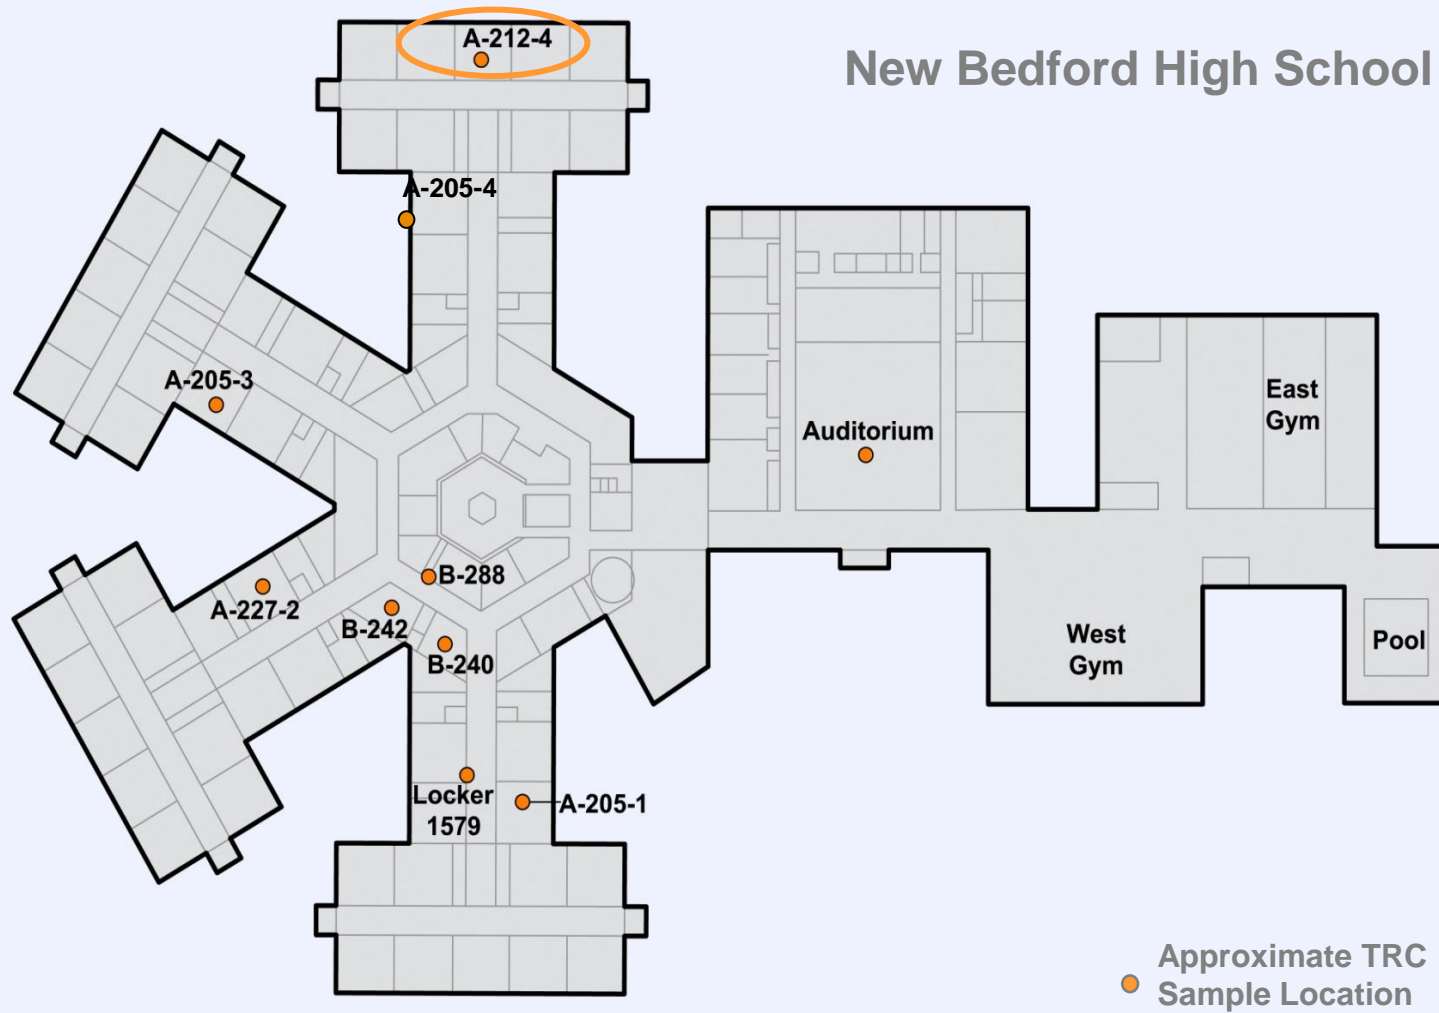 A-212-4
New Bedford High School
A-205-4
A-205-3
East
Gym
Auditorium
B-288
A-227-2
B-242
B-240
West
Gym
Pool
Locker
1579
A-205-1
Approximate TRC
Sample Location